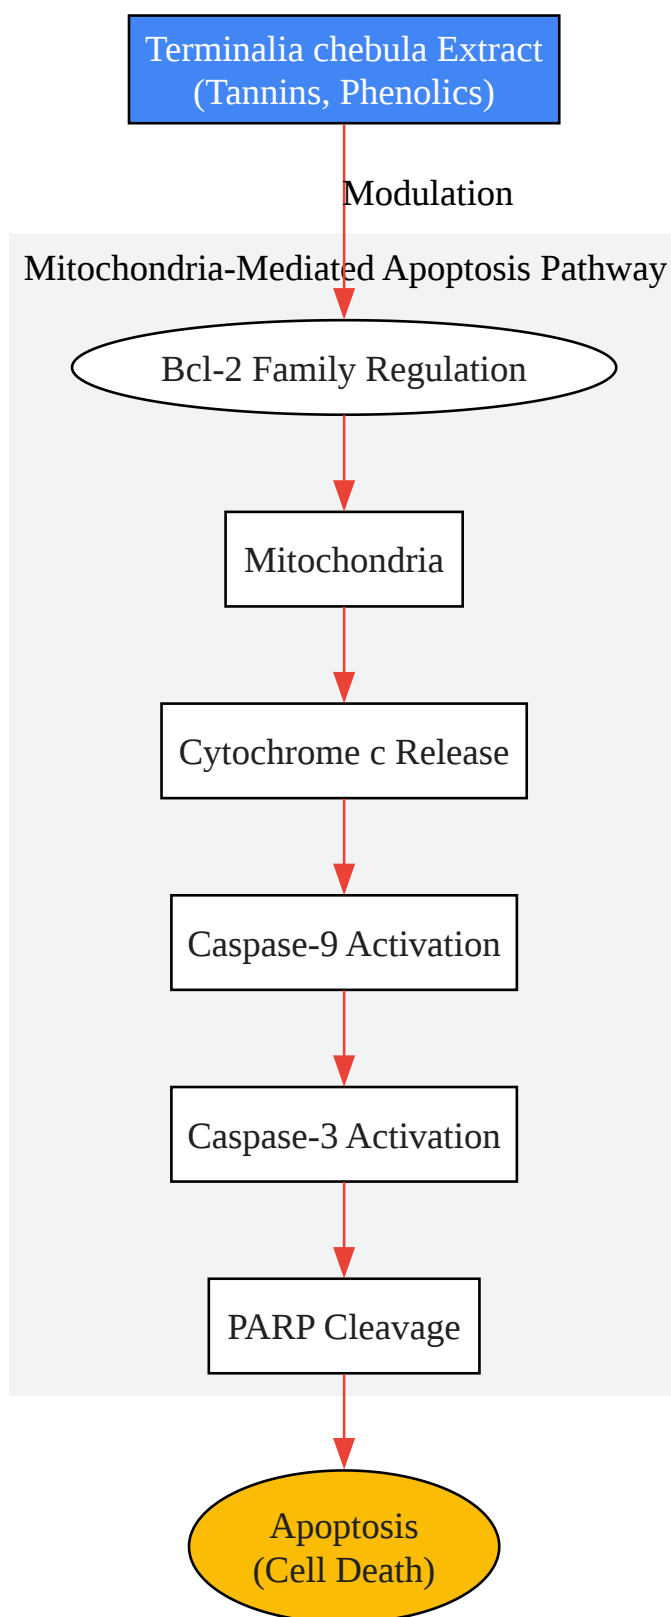 Terminalia chebula Extract
(Tannins, Phenolics)
Modulation
Mitochondria-Mediated Apoptosis Pathway
Bcl-2 Family Regulation
Mitochondria
Cytochrome c Release
Caspase-9 Activation
Caspase-3 Activation
PARP Cleavage
Apoptosis
(Cell Death)